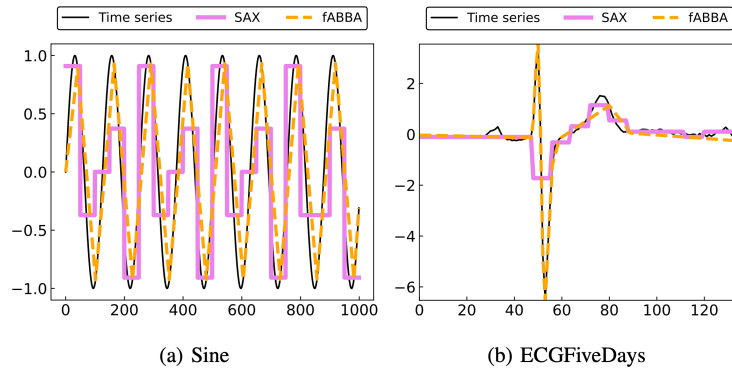 Time series SAX fABBA
Time series SAX fABBA
1.0
0.5
0.0
−0.5
−1.0
0 200 400 600 800 1000
2
0
−2
−4
−6
0 20 40 60 80 100 120
(a) Sine
(b) ECGFiveDays